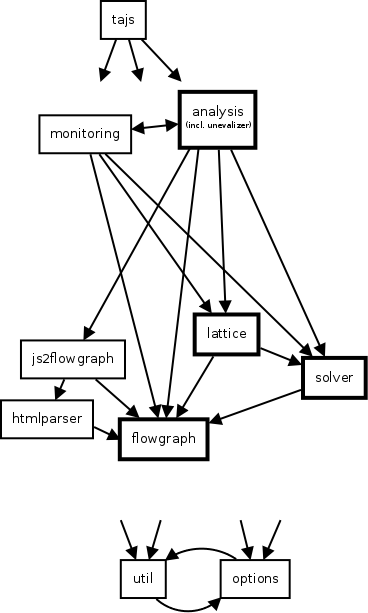 tajs
analysis
(incl. unevalizer)
monitoring
lattice
js2flowgraph
solver
htmlparser
flowgraph
util
options